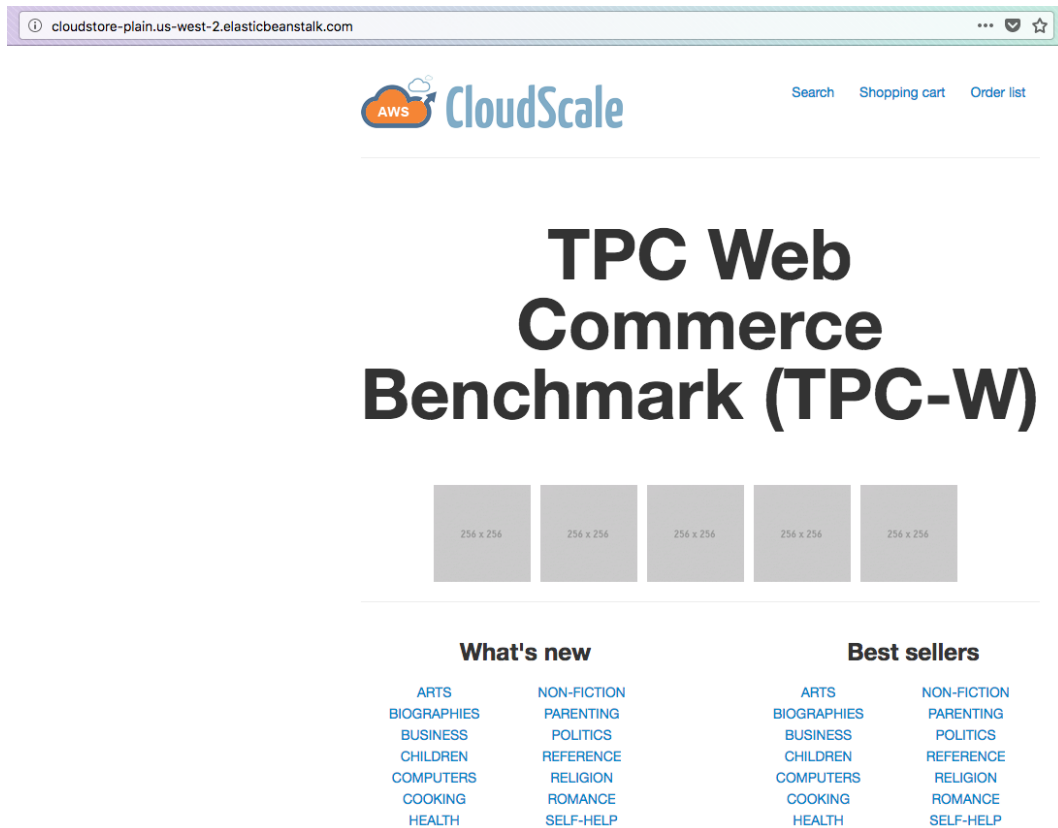 cloudstore-plain.us-west-2.elasticbeanstalk.com
AWS CloudScale
Search Shopping cart Order list
TPC Web
Commerce
Benchmark (TPC-W)
256 x 256 256 x 256 256 x 256 256 x 256 256 x 256
What's new Best sellers
ARTS NON-FICTION ARTS NON-FICTION
BIOGRAPHIES PARENTING BIOGRAPHIES PARENTING
BUSINESS POLITICS BUSINESS POLITICS
CHILDREN REFERENCE CHILDREN REFERENCE
COMPUTERS RELIGION COMPUTERS RELIGION
COOKING ROMANCE COOKING ROMANCE
HEALTH SELF-HELP HEALTH SELF-HELP